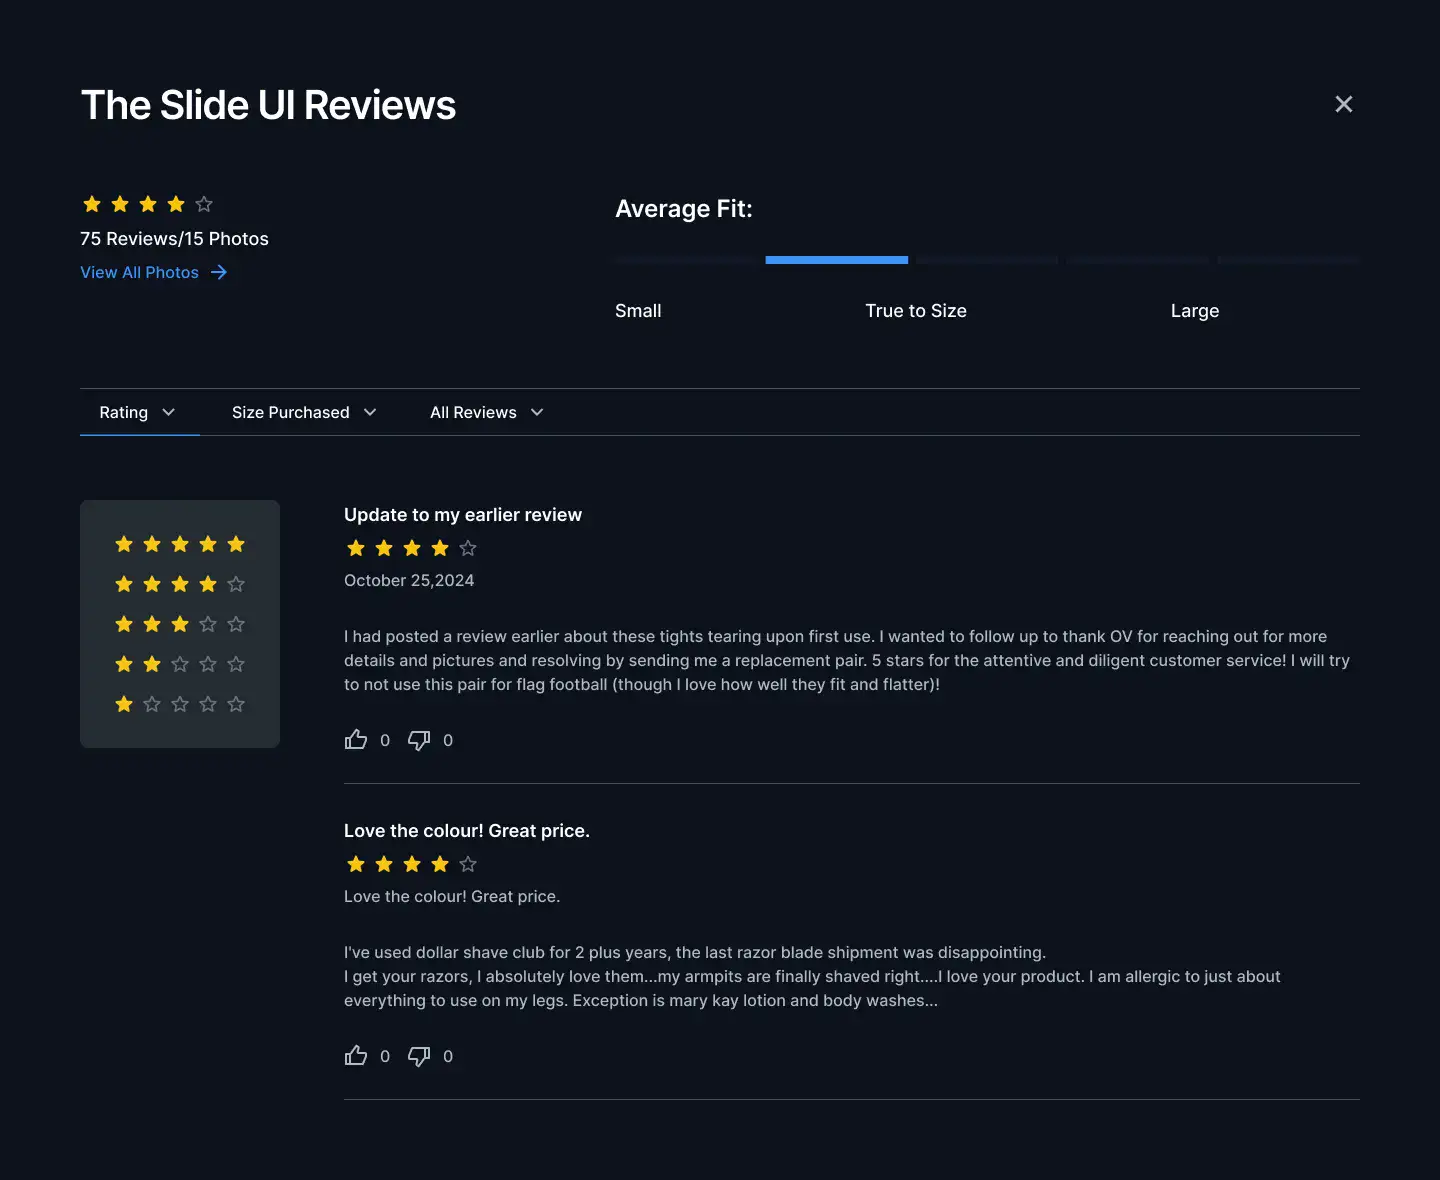 The Slide UI Reviews
75 Reviews/15 Photos
View All Photos
Average Fit:
Small True to Size Large
Rating Size Purchased All Reviews
Update to my earlier review
October 25,2024
I had posted a review earlier about these tights tearing upon first use. I wanted to follow up to thank OV for reaching out for more
details and pictures and resolving by sending me a replacement pair. 5 stars for the attentive and diligent customer service! I will try
to not use this pair for flag football (though I love how well they fit and flatter)!
0 0
Love the colour! Great price.
Love the colour! Great price.
I've used dollar shave club for 2 plus years, the last razor blade shipment was disappointing.
I get your razors, I absolutely love them...my armpits are finally shaved right....I love your product. I am allergic to just about
everything to use on my legs. Exception is mary kay lotion and body washes...
0 0